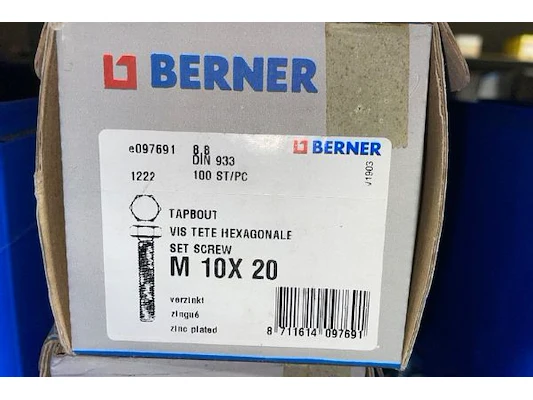 BERNER
e097691 8.8 BERNER
DIN 933
1222 100 ST/PC
V1903
TAPBOUT
VIS TETE HEXAGONALE
SET SCREW
M 10X 20
verzinkt
zingué
zinc plated
8 711614 097691